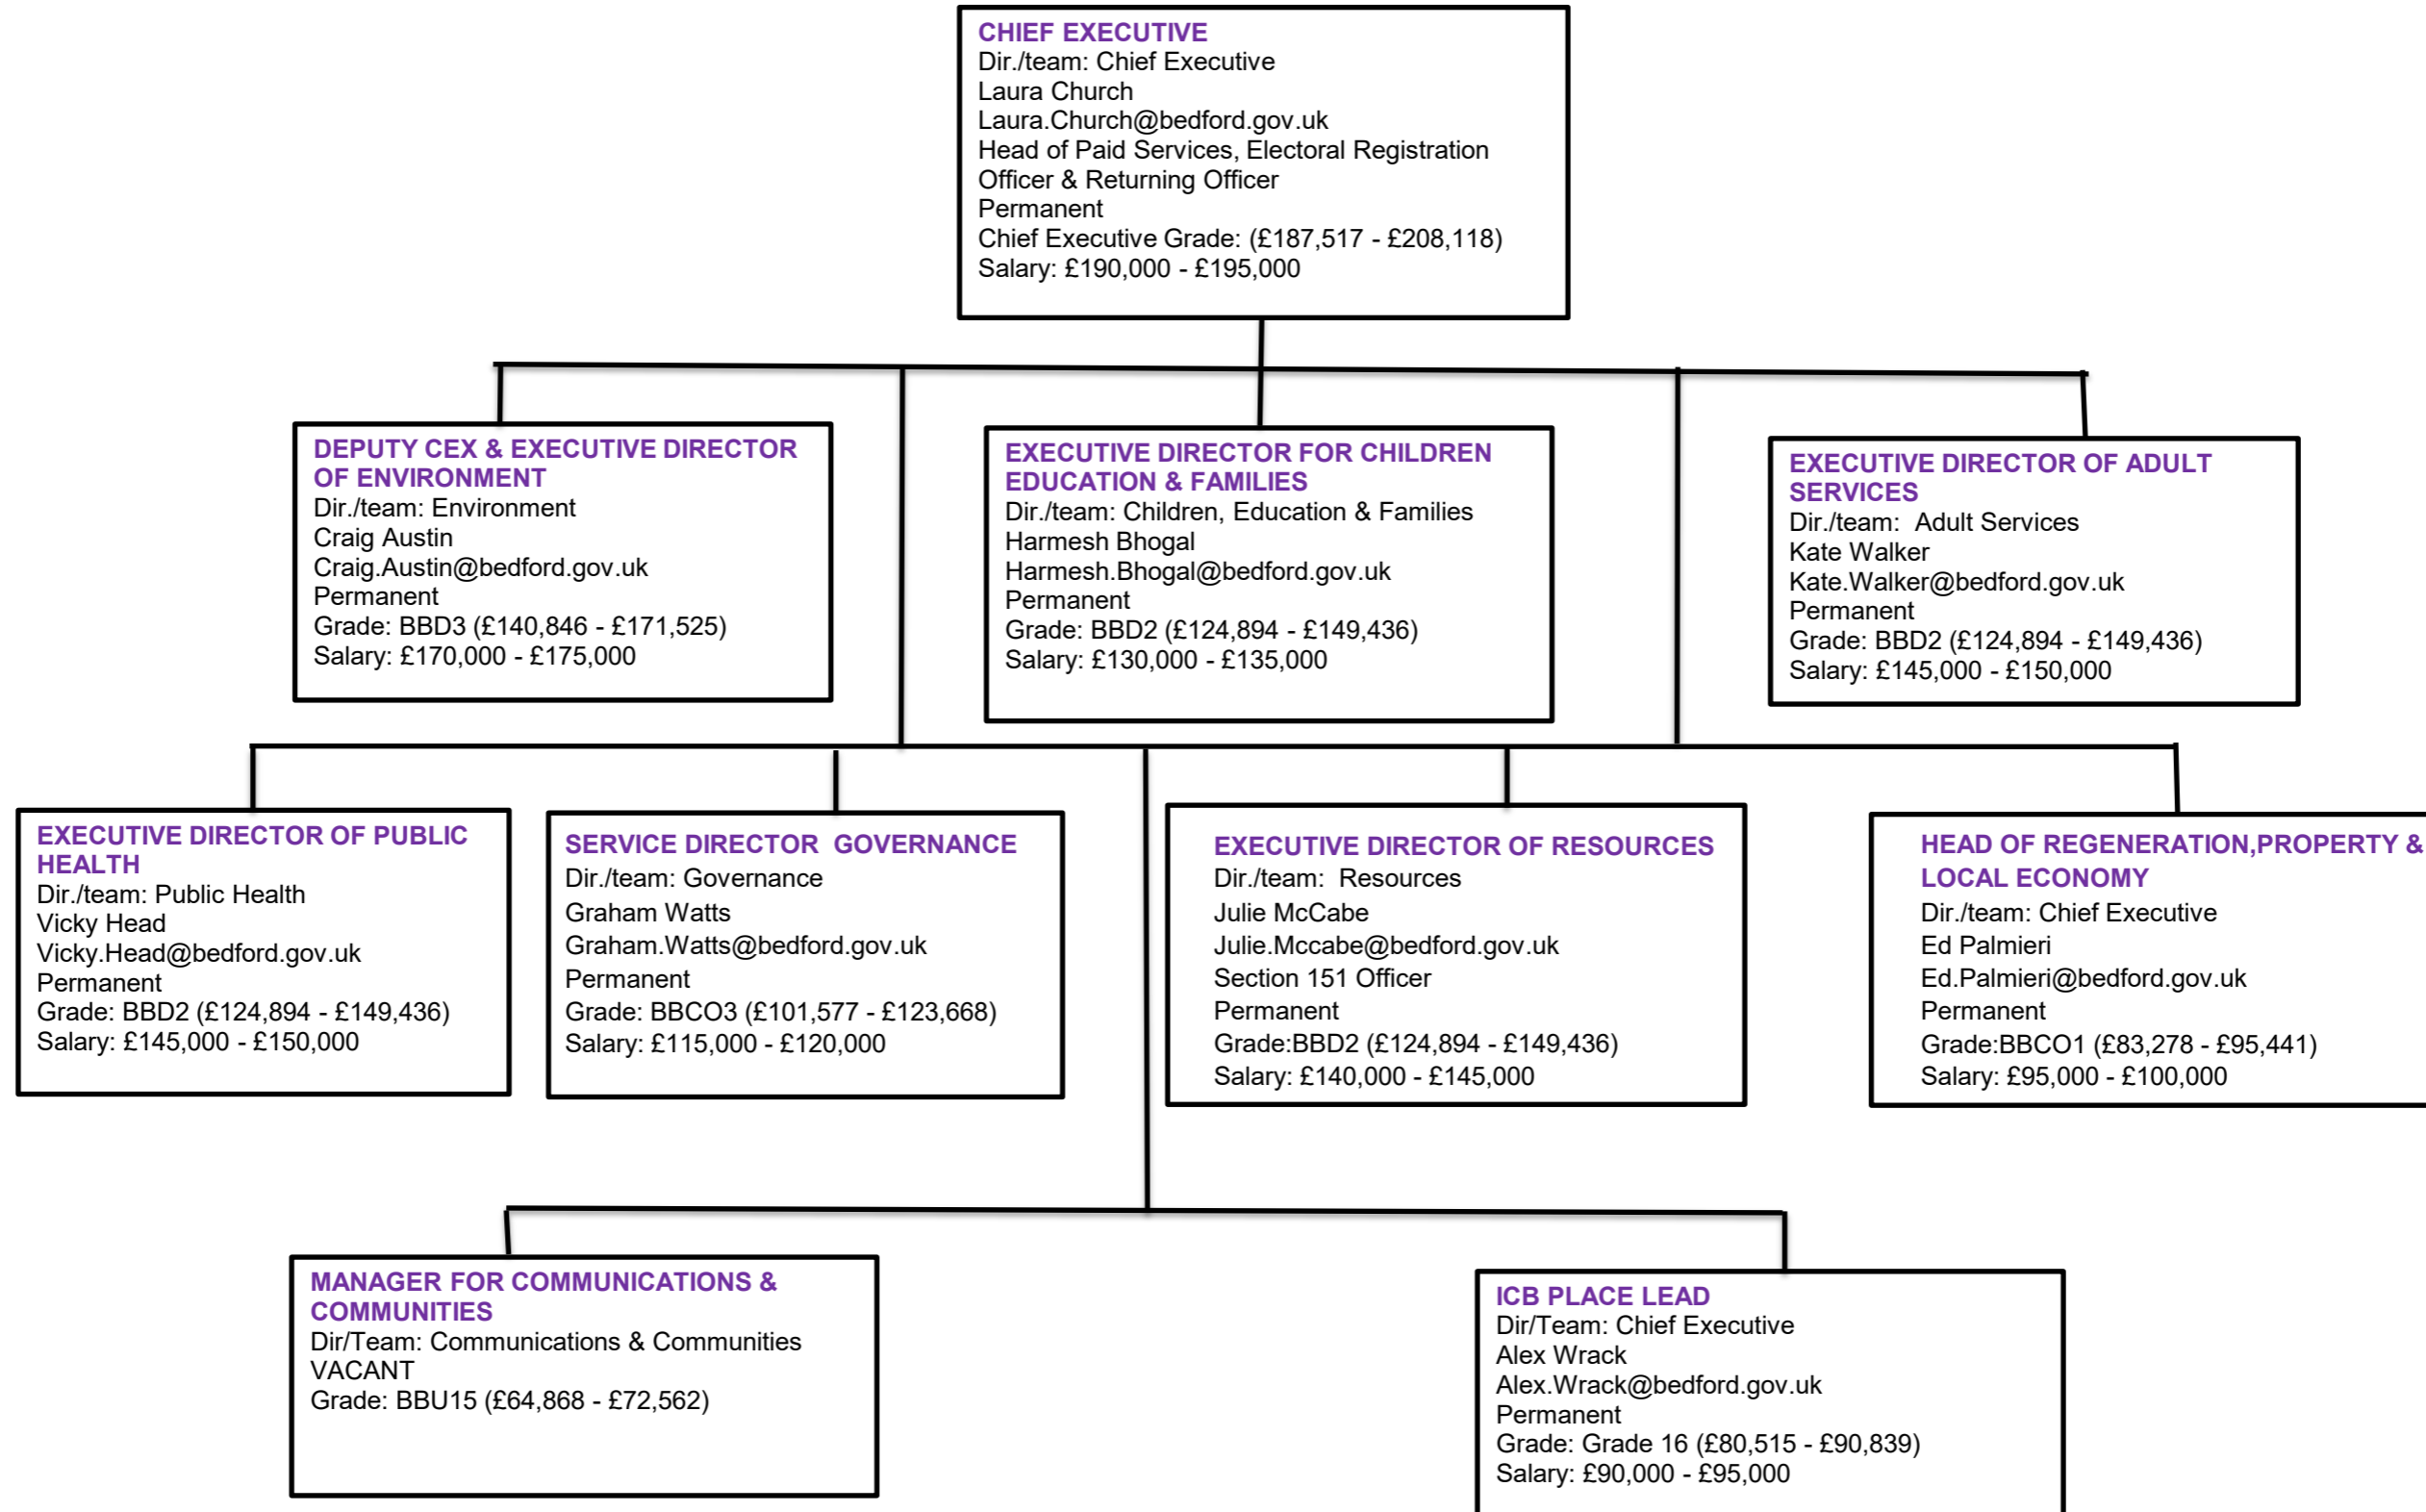 CHIEF EXECUTIVE
Dir./team: Chief Executive
Laura Church
Laura.Church@bedford.gov.uk
Head of Paid Services, Electoral Registration
Officer & Returning Officer
Permanent
Chief Executive Grade: (£187,517 - £208,118)
Salary: £190,000 - £195,000
DEPUTY CEX & EXECUTIVE DIRECTOR
OF ENVIRONMENT
Dir./team: Environment
Craig Austin
Craig.Austin@bedford.gov.uk
Permanent
Grade: BBD3 (£140,846 - £171,525)
Salary: £170,000 - £175,000
EXECUTIVE DIRECTOR FOR CHILDREN
EDUCATION & FAMILIES
Dir./team: Children, Education & Families
Harmesh Bhogal
Harmesh.Bhogal@bedford.gov.uk
Permanent
Grade: BBD2 (£124,894 - £149,436)
Salary: £130,000 - £135,000
EXECUTIVE DIRECTOR OF ADULT
SERVICES
Dir./team: Adult Services
Kate Walker
Kate.Walker@bedford.gov.uk
Permanent
Grade: BBD2 (£124,894 - £149,436)
Salary: £145,000 - £150,000
EXECUTIVE DIRECTOR OF PUBLIC
HEALTH
Dir./team: Public Health
Vicky Head
Vicky.Head@bedford.gov.uk
Permanent
Grade: BBD2 (£124,894 - £149,436)
Salary: £145,000 - £150,000
SERVICE DIRECTOR GOVERNANCE
Dir./team: Governance
Graham Watts
Graham.Watts@bedford.gov.uk
Permanent
Grade: BBCO3 (£101,577 - £123,668)
Salary: £115,000 - £120,000
EXECUTIVE DIRECTOR OF RESOURCES
Dir./team: Resources
Julie McCabe
Julie.Mccabe@bedford.gov.uk
Section 151 Officer
Permanent
Grade:BBD2 (£124,894 - £149,436)
Salary: £140,000 - £145,000
HEAD OF REGENERATION,PROPERTY &
LOCAL ECONOMY
Dir./team: Chief Executive
Ed Palmieri
Ed.Palmieri@bedford.gov.uk
Permanent
Grade:BBCO1 (£83,278 - £95,441)
Salary: £95,000 - £100,000
MANAGER FOR COMMUNICATIONS &
COMMUNITIES
Dir/Team: Communications & Communities
VACANT
Grade: BBU15 (£64,868 - £72,562)
ICB PLACE LEAD
Dir/Team: Chief Executive
Alex Wrack
Alex.Wrack@bedford.gov.uk
Permanent
Grade: Grade 16 (£80,515 - £90,839)
Salary: £90,000 - £95,000